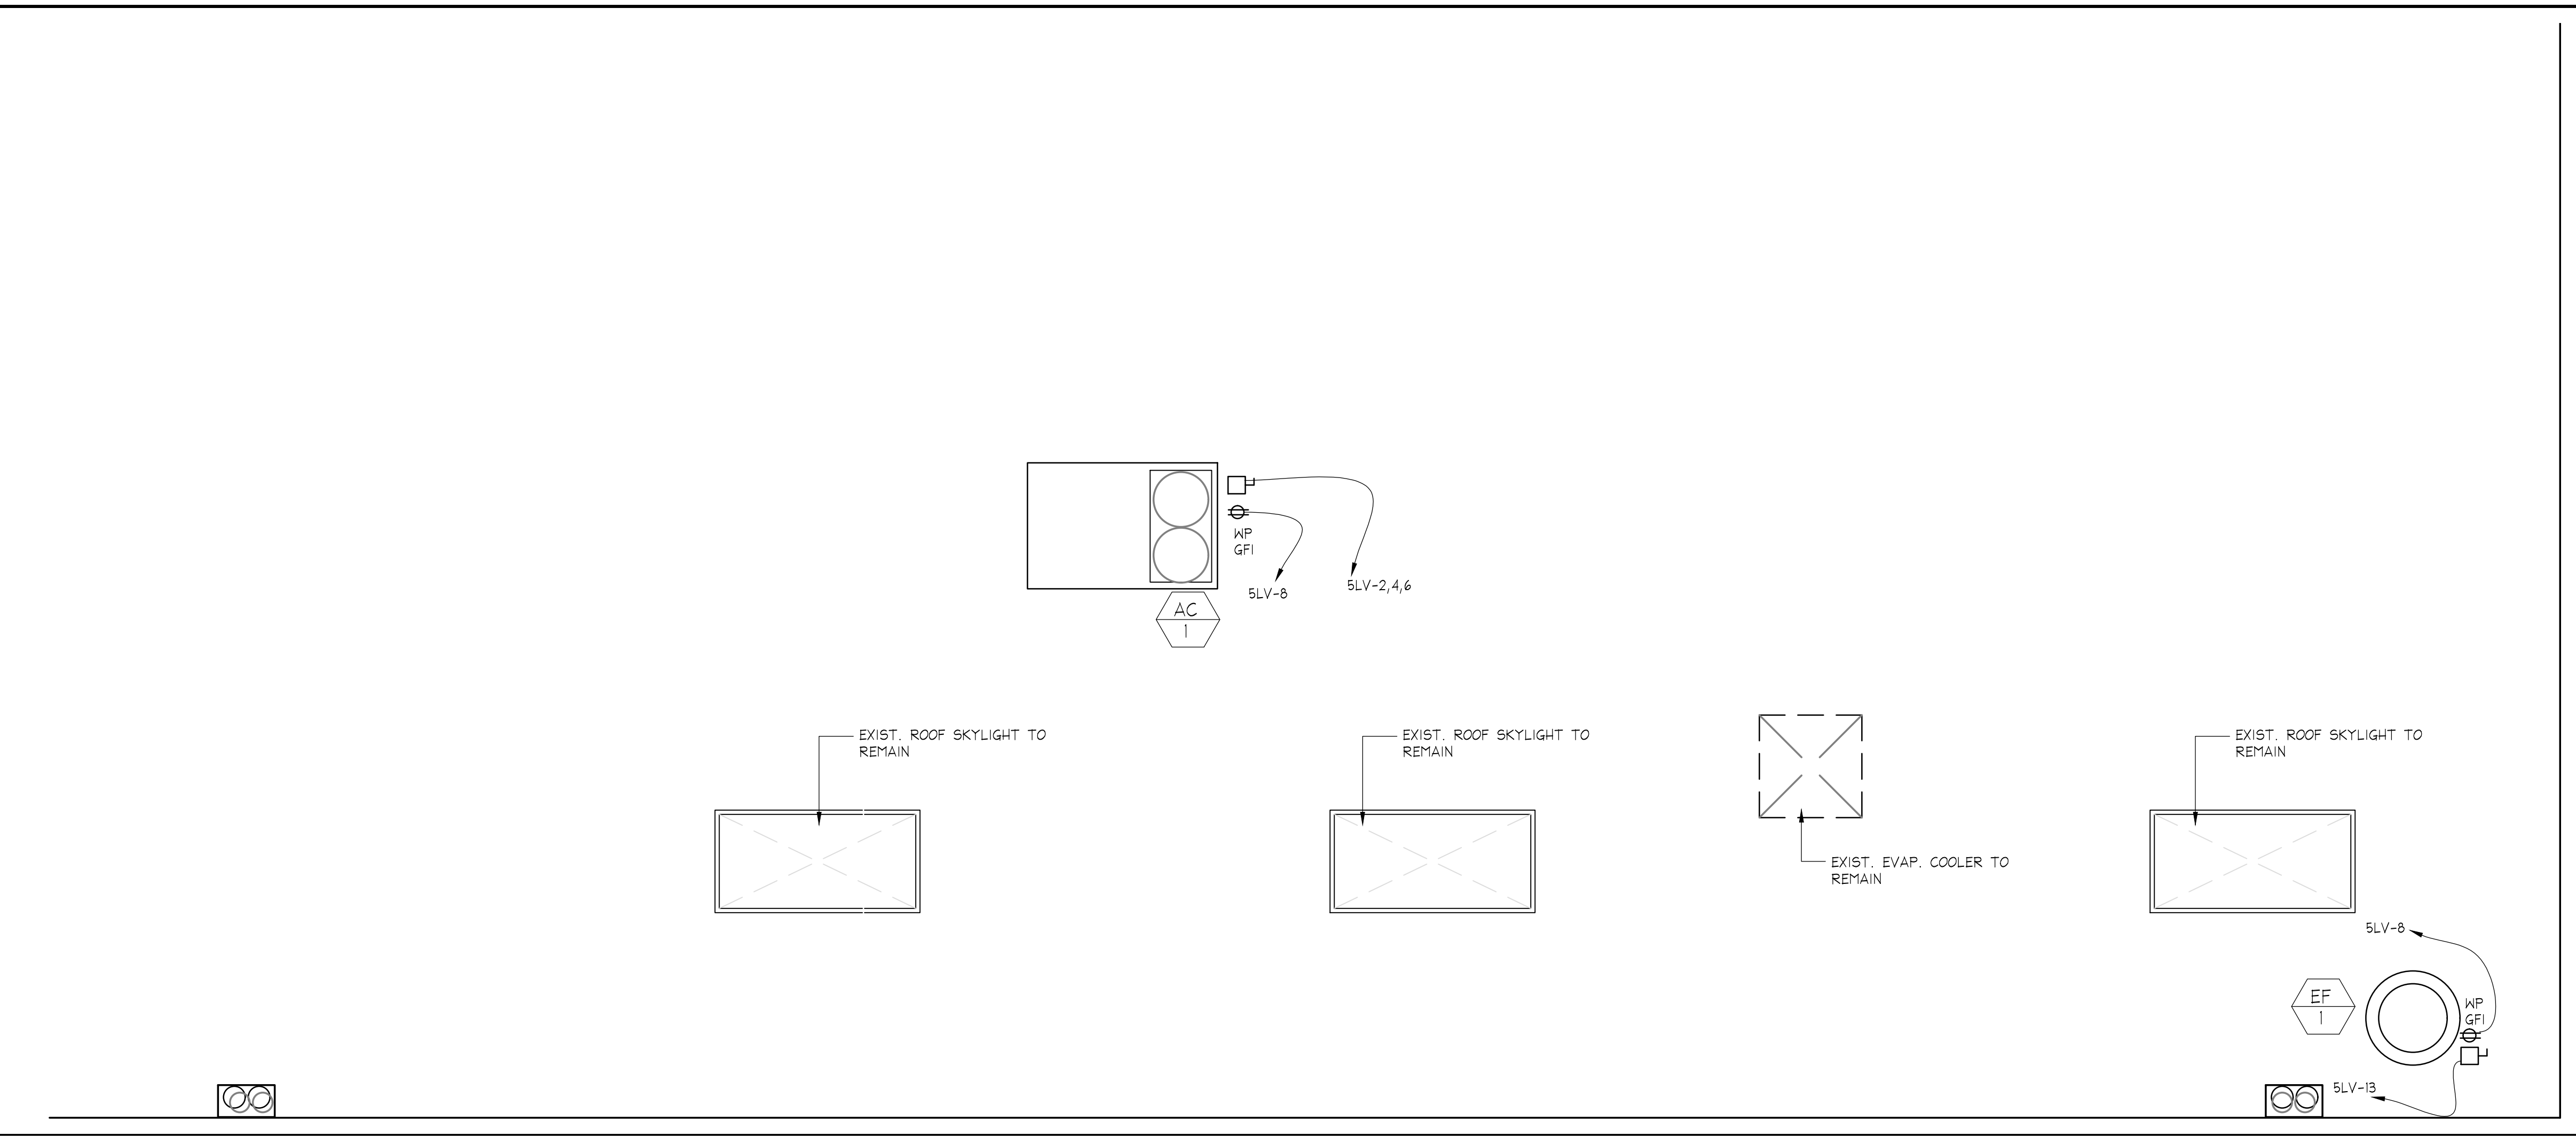 WP
GFI
5LV-8
5LV-2,4,6
AC
1
EXIST. ROOF SKYLIGHT TO
REMAIN
EXIST. ROOF SKYLIGHT TO
REMAIN
EXIST. ROOF SKYLIGHT TO
REMAIN
EXIST. EVAP. COOLER TO
REMAIN
5LV-8
EF
1
WP
GFI
5LV-13